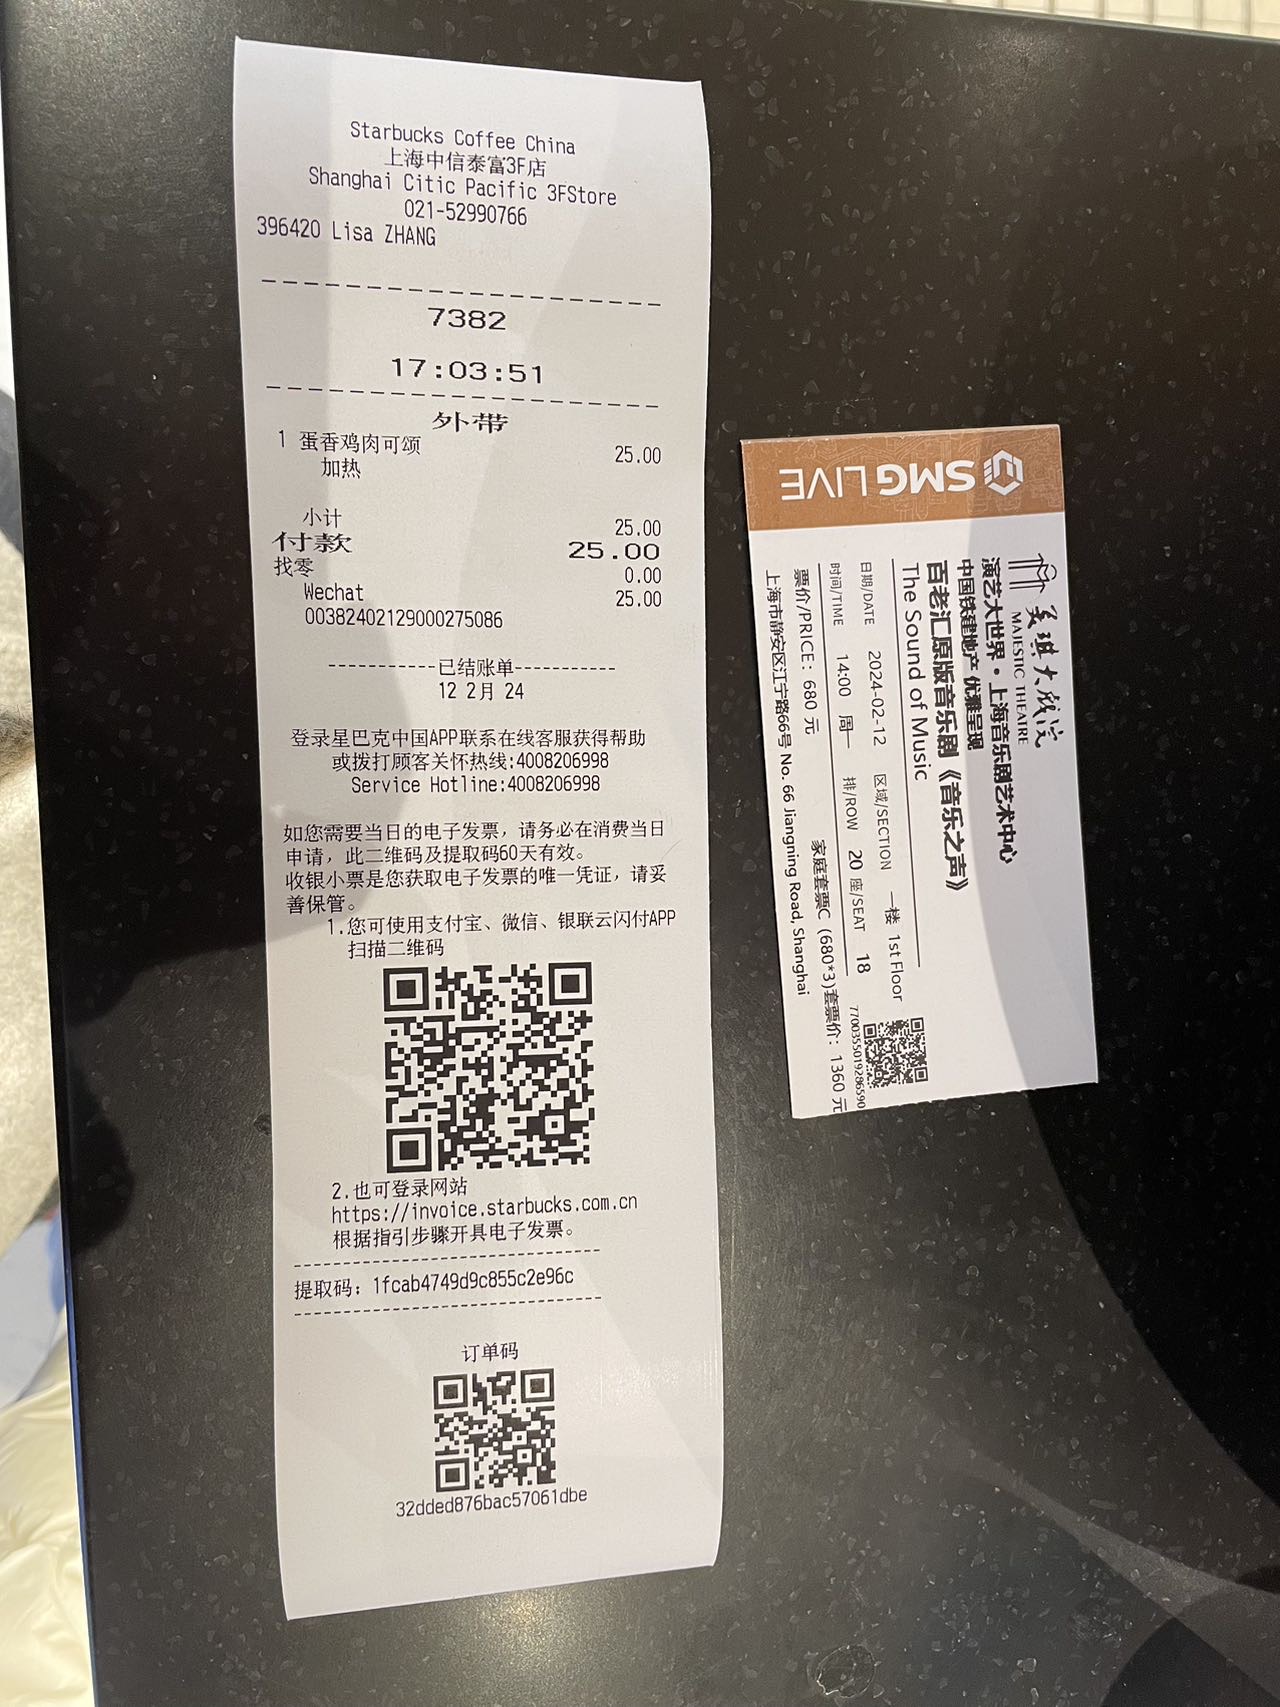 Starbucks Coffee China
上海中信泰富3F店
Shanghai Citic Pacific 3FStore
021-52990766
396420 Lisa ZHANG
7382
17:03:51
外带
1 蛋香鸡肉可颂 25.00
加热
小计 25.00
付款 25.00
找零 0.00
Wechat 25.00
00382402129000275086
-----------已结账单-----------
12 2月 24
登录星巴克中国APP联系在线客服获得帮助
或拨打顾客关怀热线:4008206998
Service Hotline:4008206998
如您需要当日的电子发票，请务必在消费当日
申请，此二维码及提取码60天有效。
收银小票是您获取电子发票的唯一凭证，请妥
善保管。
1.您可使用支付宝、微信、银联云闪付APP
扫描二维码
2.也可登录网站
https://invoice.starbucks.com.cn
根据指引步骤开具电子发票。
提取码：1fcab4749d9c855c2e96c
订单码
32dded876bac57061dbe
SMG LIVE
美琪大戏院
MAJESTIC THEATRE
演艺大世界·上海音乐剧艺术中心
中国铁建地产 优雅呈现
百老汇原版音乐剧《音乐之声》
The Sound of Music
日期/DATE 2024-02-12 区域/SECTION 一楼 1st Floor
时间/TIME 14:00 周一 排/ROW 20 座/SEAT 18
票价/PRICE：680 元 家庭套票C (680*3)套票价：1360 元
上海市静安区江宁路66号 No. 66 Jiangning Road, Shanghai
7700355019286590